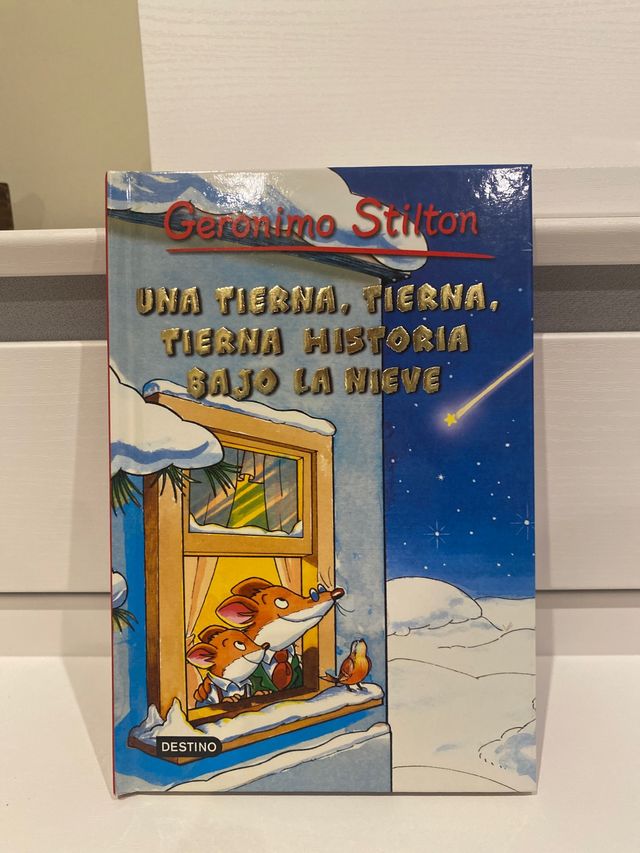 Geronimo Stilton
UNA TIERNA, TIERNA,
TIERNA HISTORIA
BAJO LA NIEVE
DESTINO